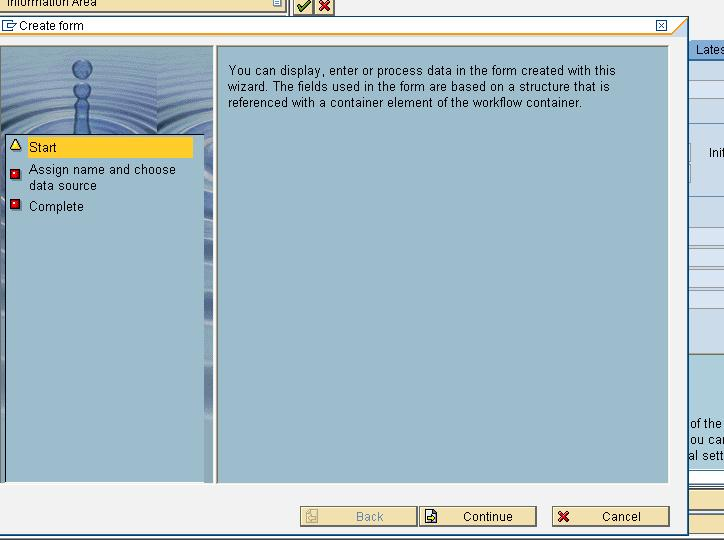 Information Area
Create form
Lates
You can display, enter or process data in the form created with this
wizard. The fields used in the form are based on a structure that is
referenced with a container element of the workflow container.
Start
Assign name and choose
data source
Complete
Init
of the
ou can
al sett
Back
Continue
Cancel